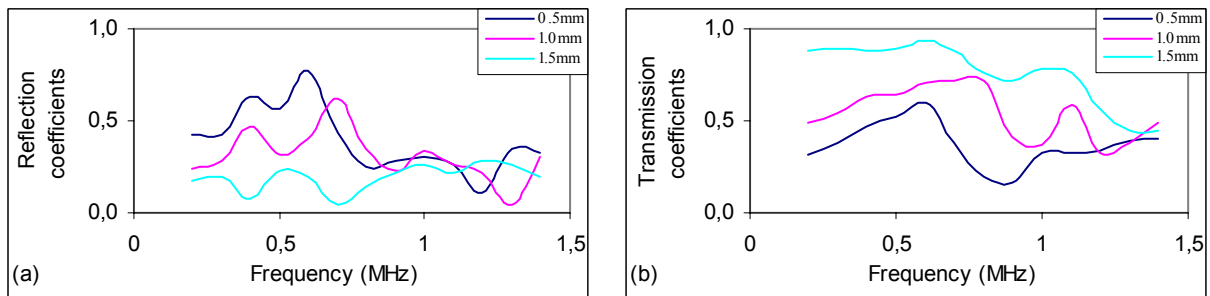 1,0
0,5
0,0
Reflection
coefficients
0
0,5
1
1,5
Frequency (MHz)
(a)
0.5mm
1.0mm
1.5mm
1,0
0,5
0,0
Transmission
coefficients
0
0,5
1
1,5
Frequency (MHz)
(b)
0.5mm
1.0mm
1.5mm